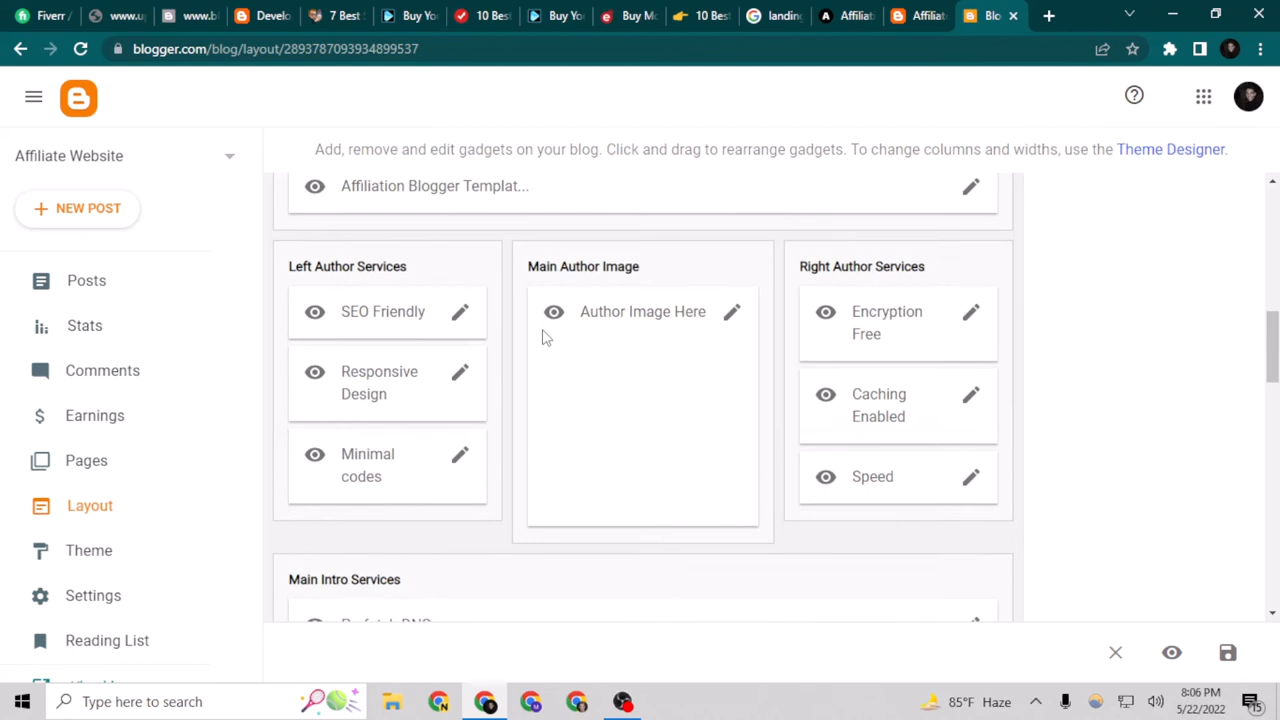 Fiverr /
www.u
www.b
Develo
7 Best
Buy Yo
10 Bes
Buy Yo
Buy M
10 Bes
landing
Affiliat
Affiliate
Blo
blogger.com/blog/layout/2893787093934899537
Affiliate Website
Add, remove and edit gadgets on your blog. Click and drag to rearrange gadgets. To change columns and widths, use the Theme Designer.
NEW POST
Posts
Stats
Comments
Earnings
Pages
Layout
Theme
Settings
Reading List
Affiliation Blogger Templat...
Left Author Services
SEO Friendly
Responsive
Design
Minimal
codes
Main Author Image
Author Image Here
Right Author Services
Encryption
Free
Caching
Enabled
Speed
Main Intro Services
Type here to search
85°F Haze
8:06 PM
5/22/2022
15